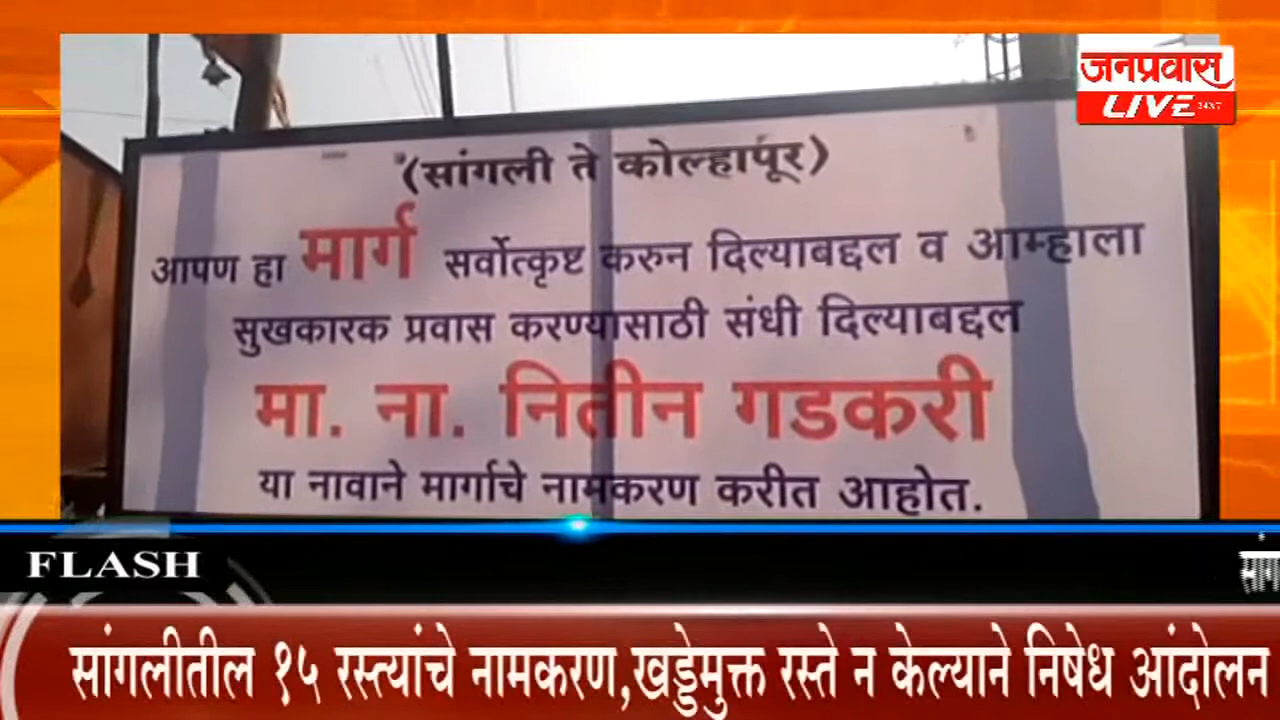 जनप्रवास
LIVE 24X7
(सांगली ते कोल्हापूर)
आपण हा मार्ग सर्वोत्कृष्ट करुन दिल्याबद्दल व आम्हाला
सुखकारक प्रवास करण्यासाठी संधी दिल्याबद्दल
मा. ना. नितीन गडकरी
या नावाने मार्गाचे नामकरण करीत आहोत.
FLASH
सांगलीतील १५ रस्त्यांचे नामकरण,खड्डेमुक्त रस्ते न केल्याने निषेध आंदोलन